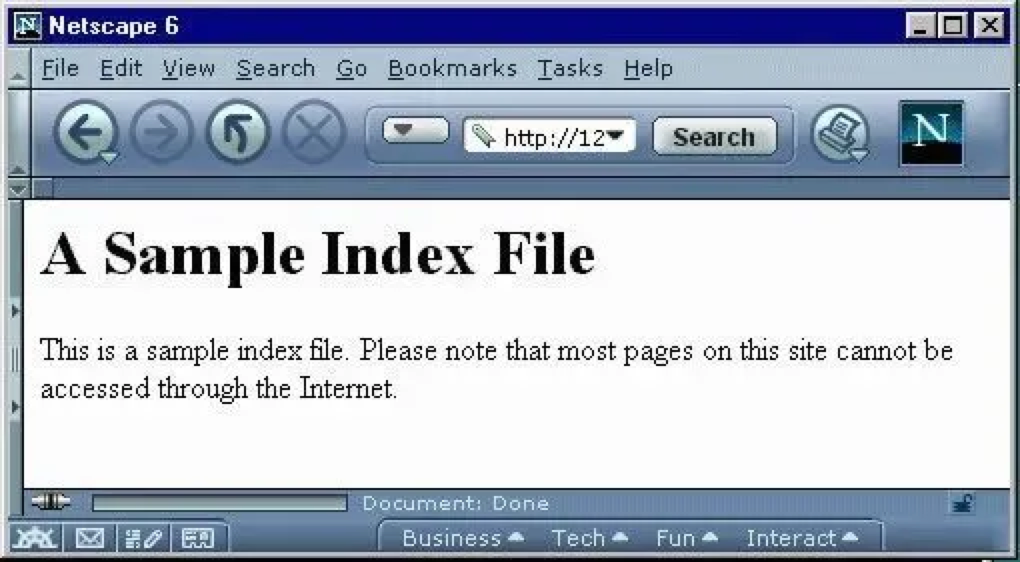 Netscape 6
File Edit View Search Go Bookmarks Tasks Help
http://12 Search N
A Sample Index File
This is a sample index file. Please note that most pages on this site cannot be
accessed through the Internet.
Document: Done
Business Tech Fun Interact